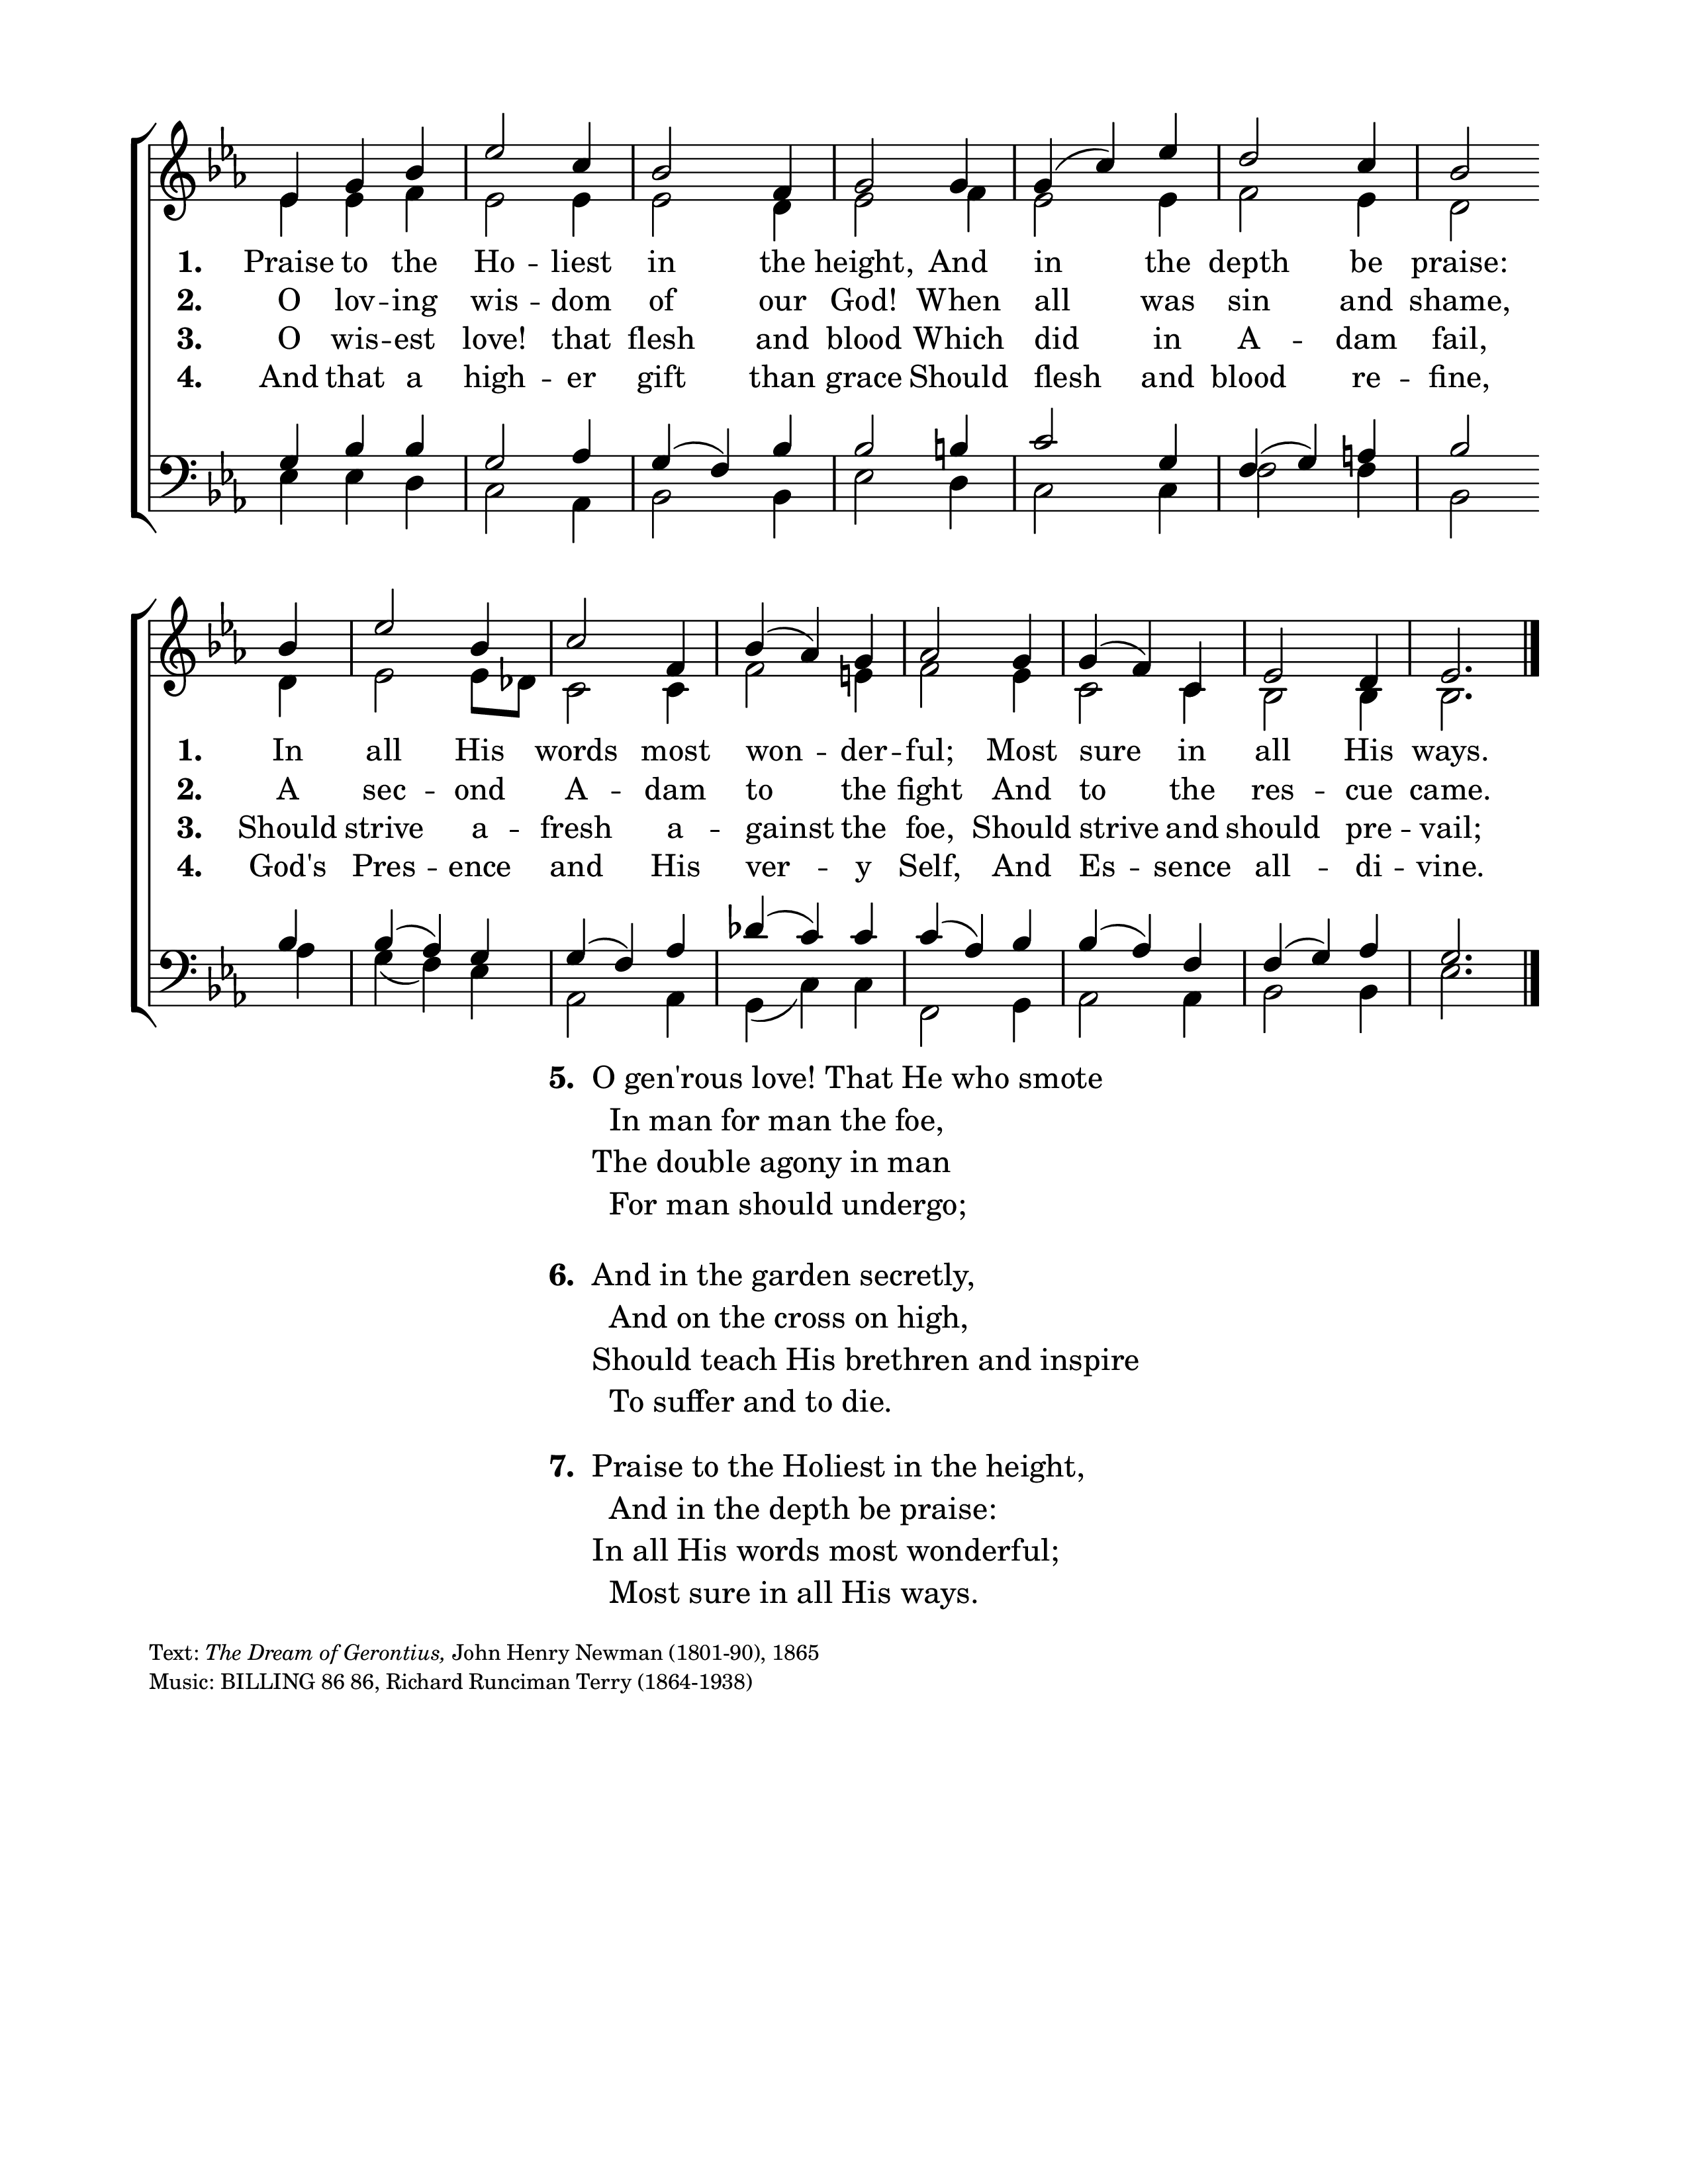 1. Praise to the Ho - liest in the height, And in the depth be praise:
2. O lov - ing wis - dom of our God! When all was sin and shame,
3. O wis - est love! that flesh and blood Which did in A - dam fail,
4. And that a high - er gift than grace Should flesh and blood re - fine,
1. In all His words most won - der - ful; Most sure in all His ways.
2. A sec - ond A - dam to the fight And to the res - cue came.
3. Should strive a - fresh a - gainst the foe, Should strive and should pre - vail;
4. God's Pres - ence and His ver - y Self, And Es - sence all - di - vine.
5. O gen'rous love! That He who smote
In man for man the foe,
The double agony in man
For man should undergo;
6. And in the garden secretly,
And on the cross on high,
Should teach His brethren and inspire
To suffer and to die.
7. Praise to the Holiest in the height,
And in the depth be praise:
In all His words most wonderful;
Most sure in all His ways.
Text: The Dream of Gerontius, John Henry Newman (1801-90), 1865
Music: BILLING 86 86, Richard Runciman Terry (1864-1938)